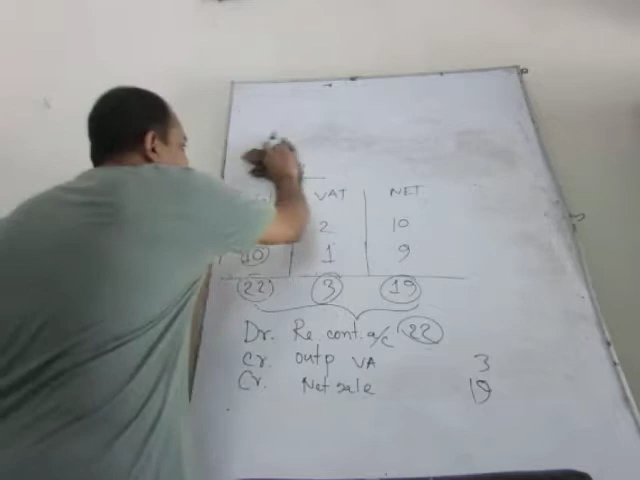 VAT NET
2 10
10 1 9
22 3 19
Dr. Re cont. a/c 22
Cr. outp VA 3
Cr. Net sale 19